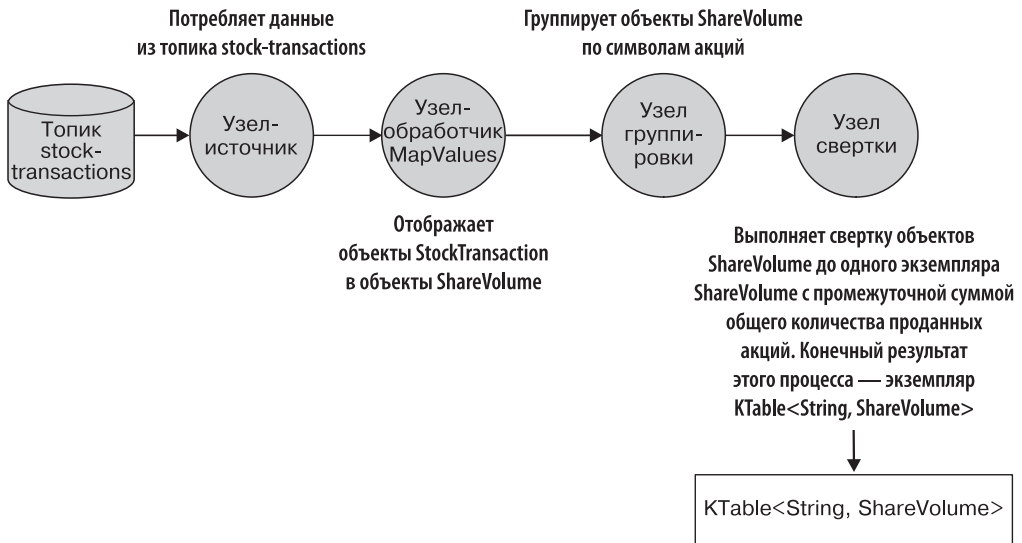 Потребляет данные
из топика stock-transactions
Группирует объекты ShareVolume
по символам акций
Топик
stock-
transactions
Узел-
источник
Узел-
обработчик
MapValues
Узел
группи-
ровки
Узел
свертки
Отображает
объекты StockTransaction
в объекты ShareVolume
Выполняет свертку объектов
ShareVolume до одного экземпляра
ShareVolume с промежуточной суммой
общего количества проданных
акций. Конечный результат
этого процесса — экземпляр
KTable<String, ShareVolume>
KTable<String, ShareVolume>